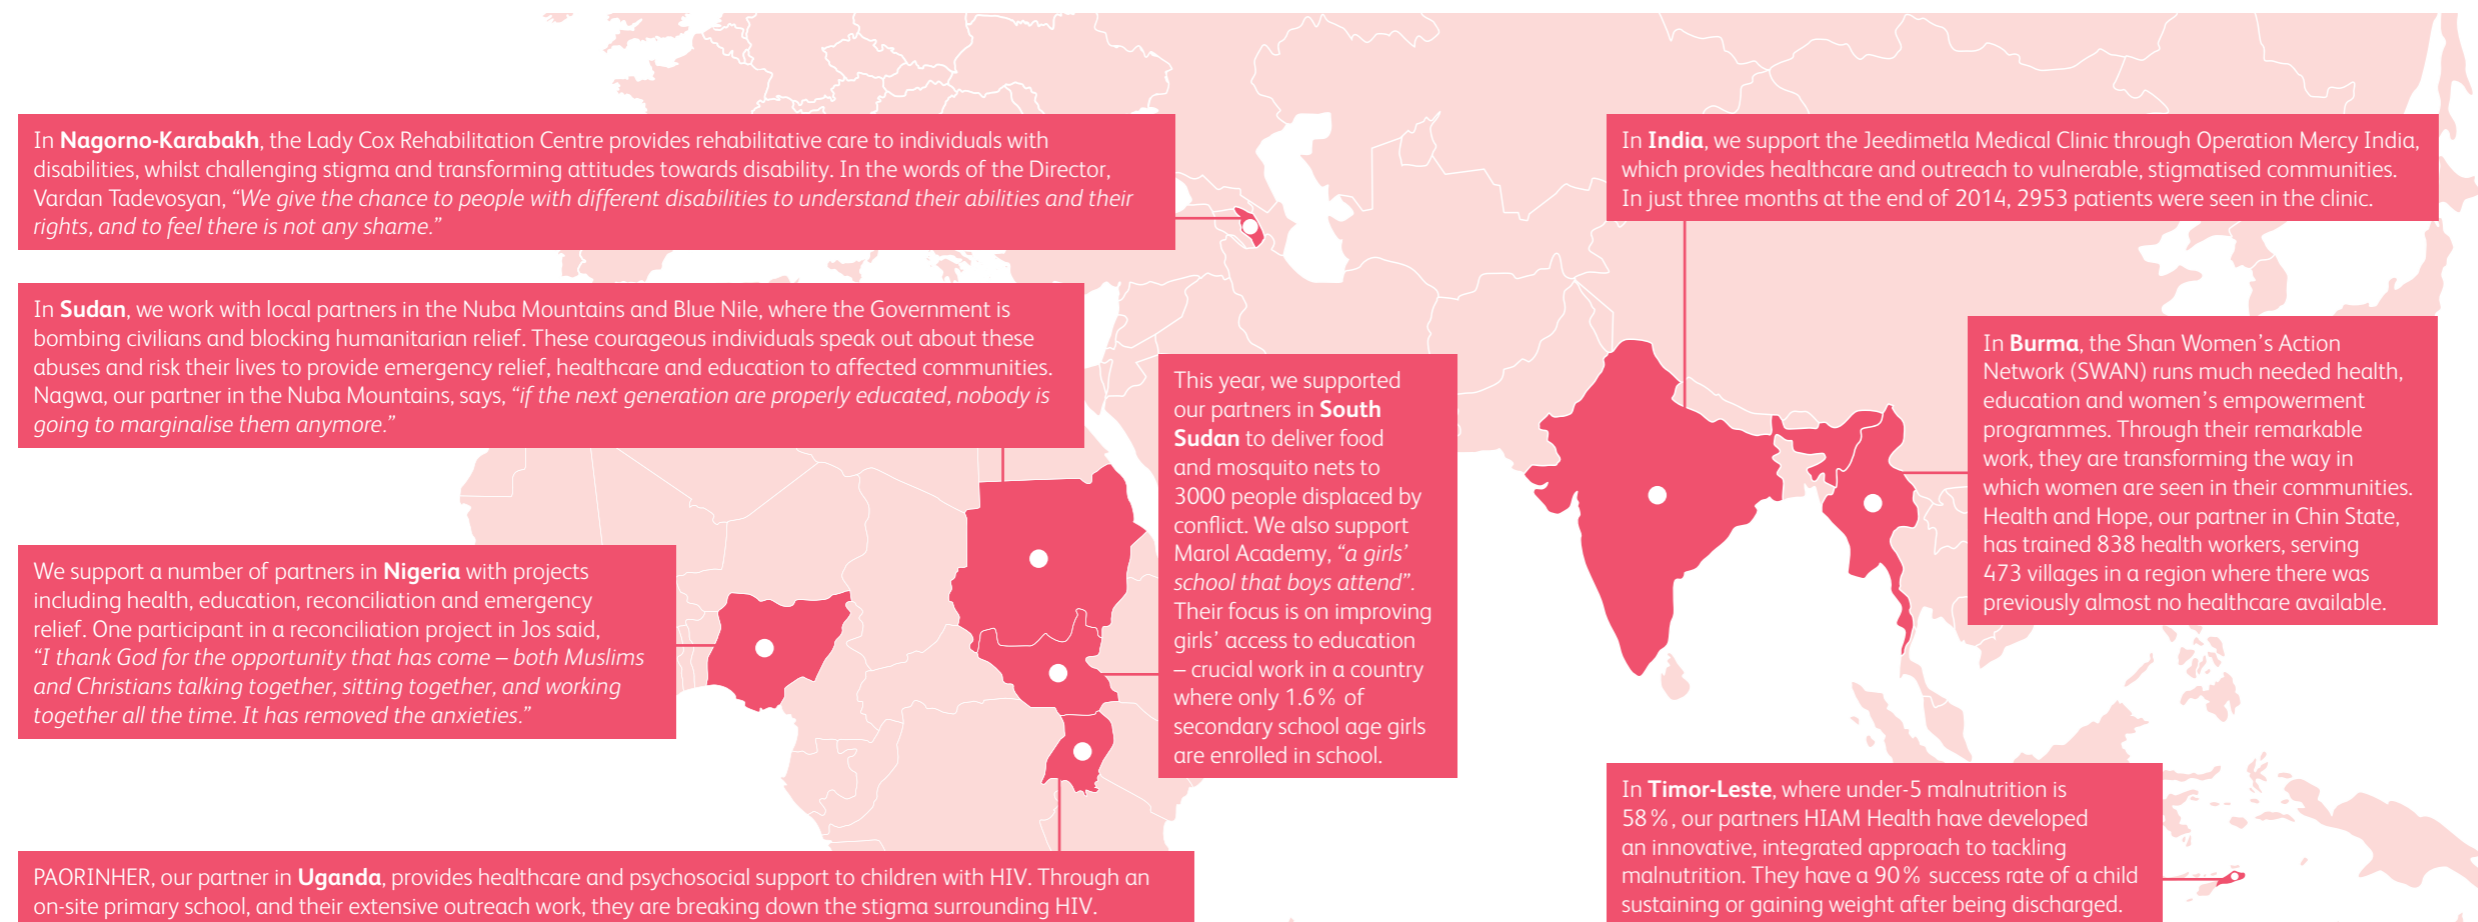 In Nagorno-Karabakh, the Lady Cox Rehabilitation Centre provides rehabilitative care to individuals with
disabilities, whilst challenging stigma and transforming attitudes towards disability. In the words of the Director,
Vardan Tadevosyan, “We give the chance to people with different disabilities to understand their abilities and their
rights, and to feel there is not any shame.”
In Sudan, we work with local partners in the Nuba Mountains and Blue Nile, where the Government is
bombing civilians and blocking humanitarian relief. These courageous individuals speak out about these
abuses and risk their lives to provide emergency relief, healthcare and education to affected communities.
Nagwa, our partner in the Nuba Mountains, says, “if the next generation are properly educated, nobody is
going to marginalise them anymore.”
We support a number of partners in Nigeria with projects
including health, education, reconciliation and emergency
relief. One participant in a reconciliation project in Jos said,
“I thank God for the opportunity that has come – both Muslims
and Christians talking together, sitting together, and working
together all the time. It has removed the anxieties.”
PAORINHER, our partner in Uganda, provides healthcare and psychosocial support to children with HIV. Through an
on-site primary school, and their extensive outreach work, they are breaking down the stigma surrounding HIV.
This year, we supported
our partners in South
Sudan to deliver food
and mosquito nets to
3000 people displaced by
conflict. We also support
Marol Academy, “a girls’
school that boys attend”.
Their focus is on improving
girls’ access to education
– crucial work in a country
where only 1.6% of
secondary school age girls
are enrolled in school.
In India, we support the Jeedimetla Medical Clinic through Operation Mercy India,
which provides healthcare and outreach to vulnerable, stigmatised communities.
In just three months at the end of 2014, 2953 patients were seen in the clinic.
In Burma, the Shan Women’s Action
Network (SWAN) runs much needed health,
education and women’s empowerment
programmes. Through their remarkable
work, they are transforming the way in
which women are seen in their communities.
Health and Hope, our partner in Chin State,
has trained 838 health workers, serving
473 villages in a region where there was
previously almost no healthcare available.
In Timor-Leste, where under-5 malnutrition is
58%, our partners HIAM Health have developed
an innovative, integrated approach to tackling
malnutrition. They have a 90% success rate of a child
sustaining or gaining weight after being discharged.